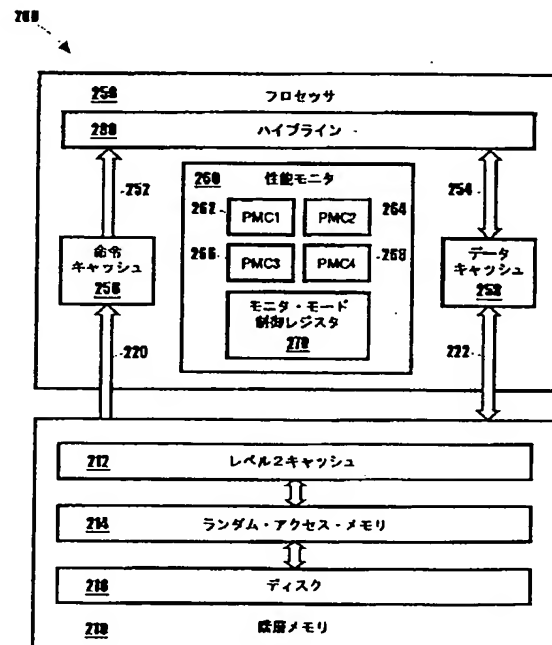 200
250 プロセッサ
280 パイプライン
252
260 性能モニタ
254
262 PMC1 PMC2 264
266 PMC3 PMC4 268
命令
キャッシュ
256
データ
キャッシュ
258
モニタ・モード
制御レジスタ
270
220
222
212 レベル2キャッシュ
214 ランダム・アクセス・メモリ
216 ディスク
210 階層メモリ